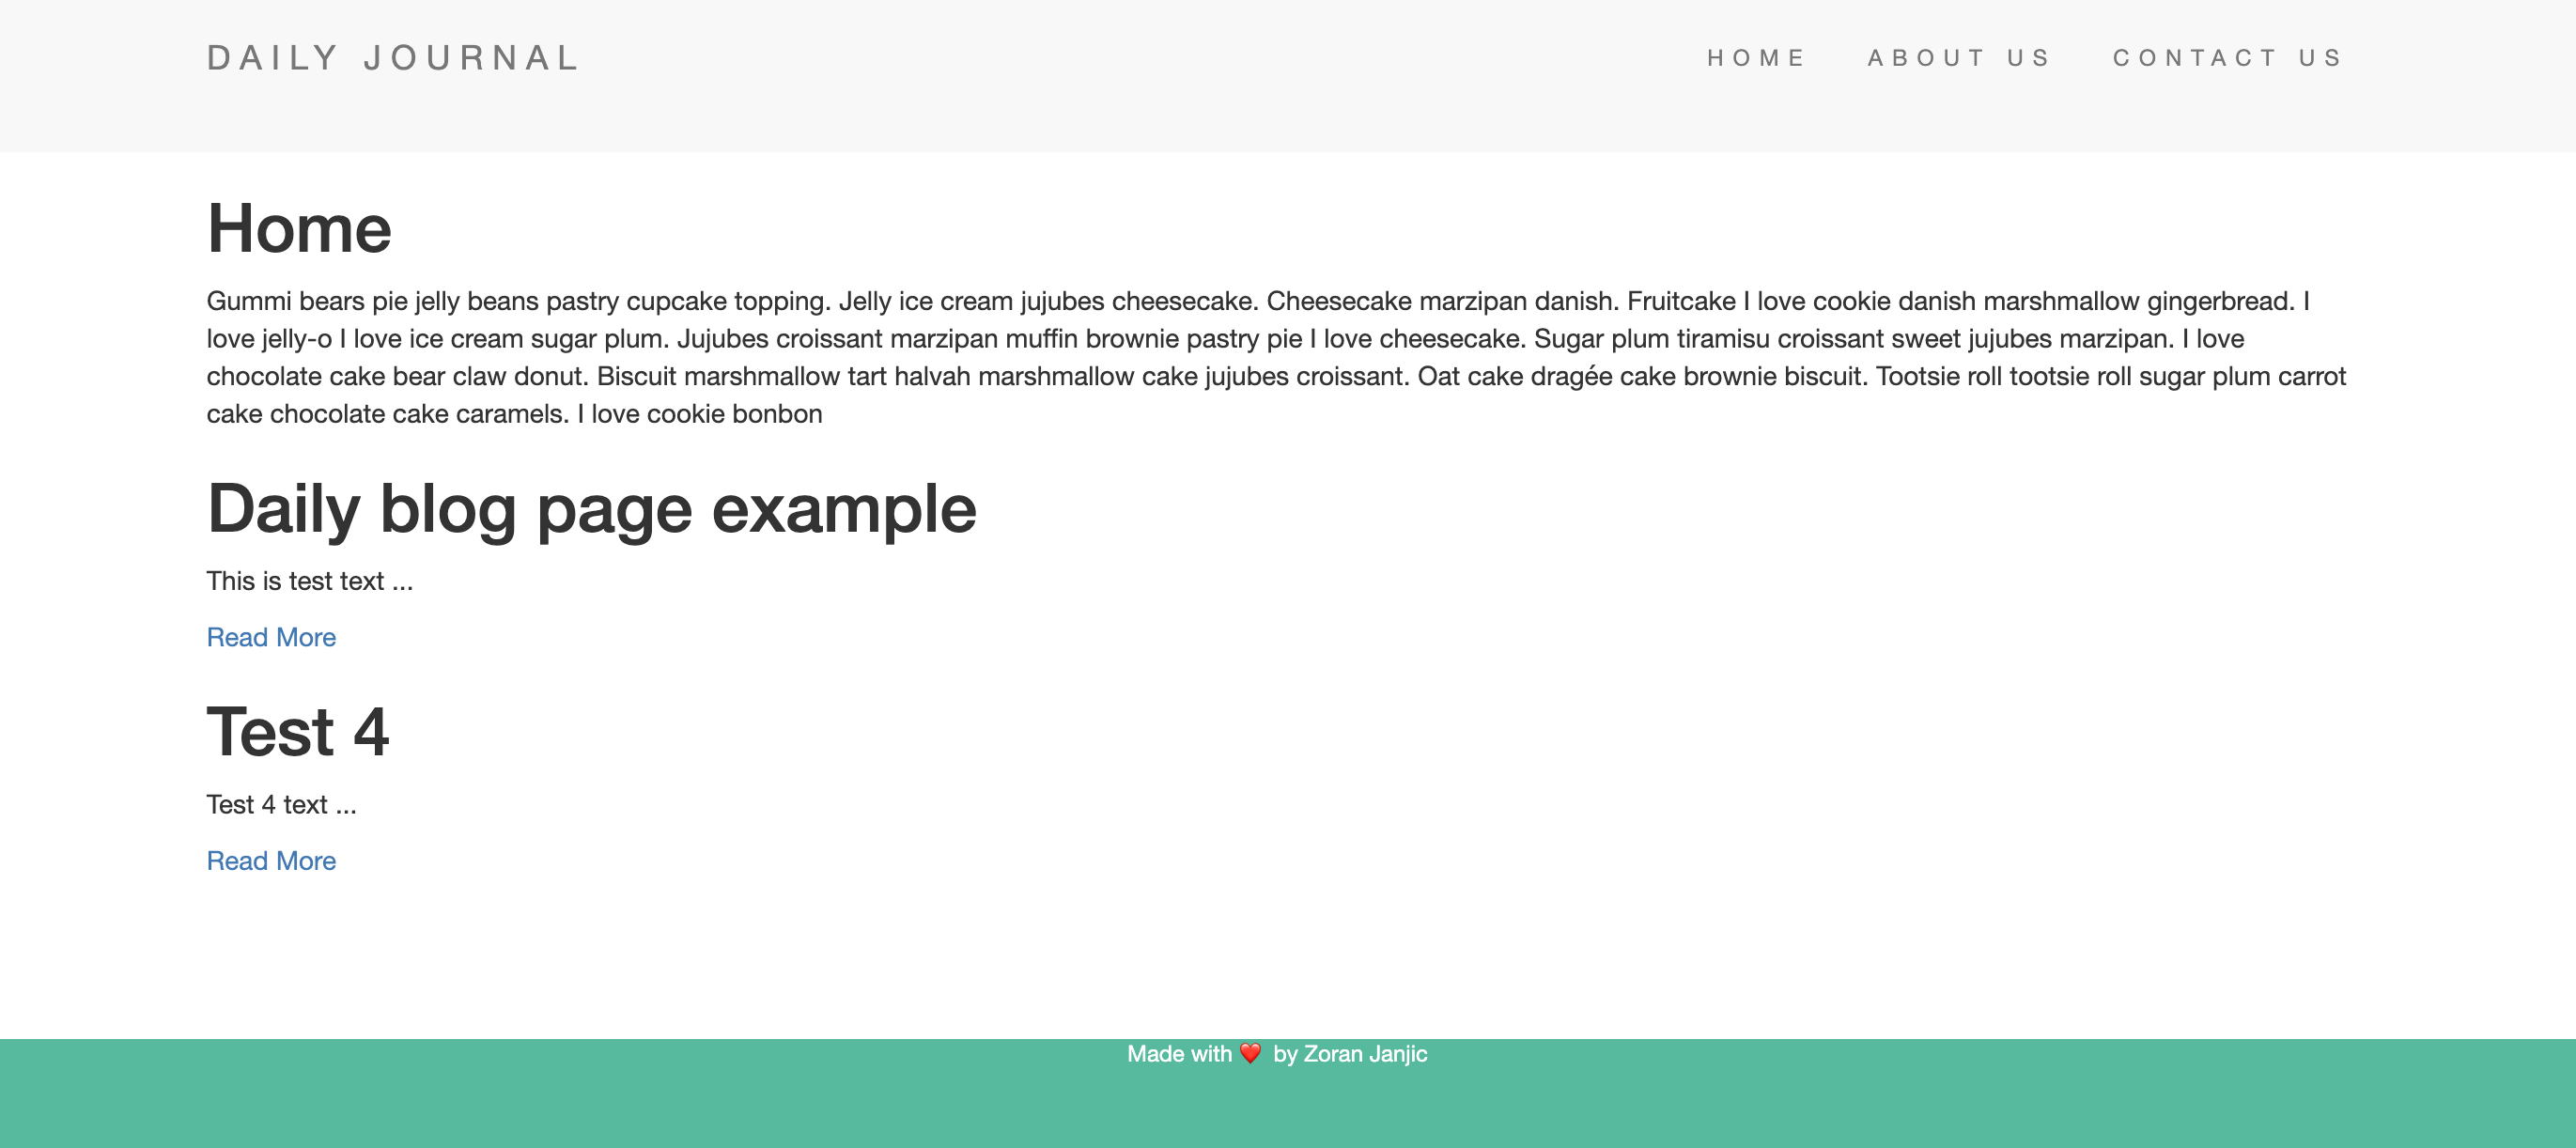 DAILY JOURNAL
HOME ABOUT US CONTACT US
Home
Gummi bears pie jelly beans pastry cupcake topping. Jelly ice cream jujubes cheesecake. Cheesecake marzipan danish. Fruitcake I love cookie danish marshmallow gingerbread. I
love jelly-o I love ice cream sugar plum. Jujubes croissant marzipan muffin brownie pastry pie I love cheesecake. Sugar plum tiramisu croissant sweet jujubes marzipan. I love
chocolate cake bear claw donut. Biscuit marshmallow tart halvah marshmallow cake jujubes croissant. Oat cake dragée cake brownie biscuit. Tootsie roll tootsie roll sugar plum carrot
cake chocolate cake caramels. I love cookie bonbon
Daily blog page example
This is test text ...
Read More
Test 4
Test 4 text ...
Read More
Made with ❤️ by Zoran Janjic